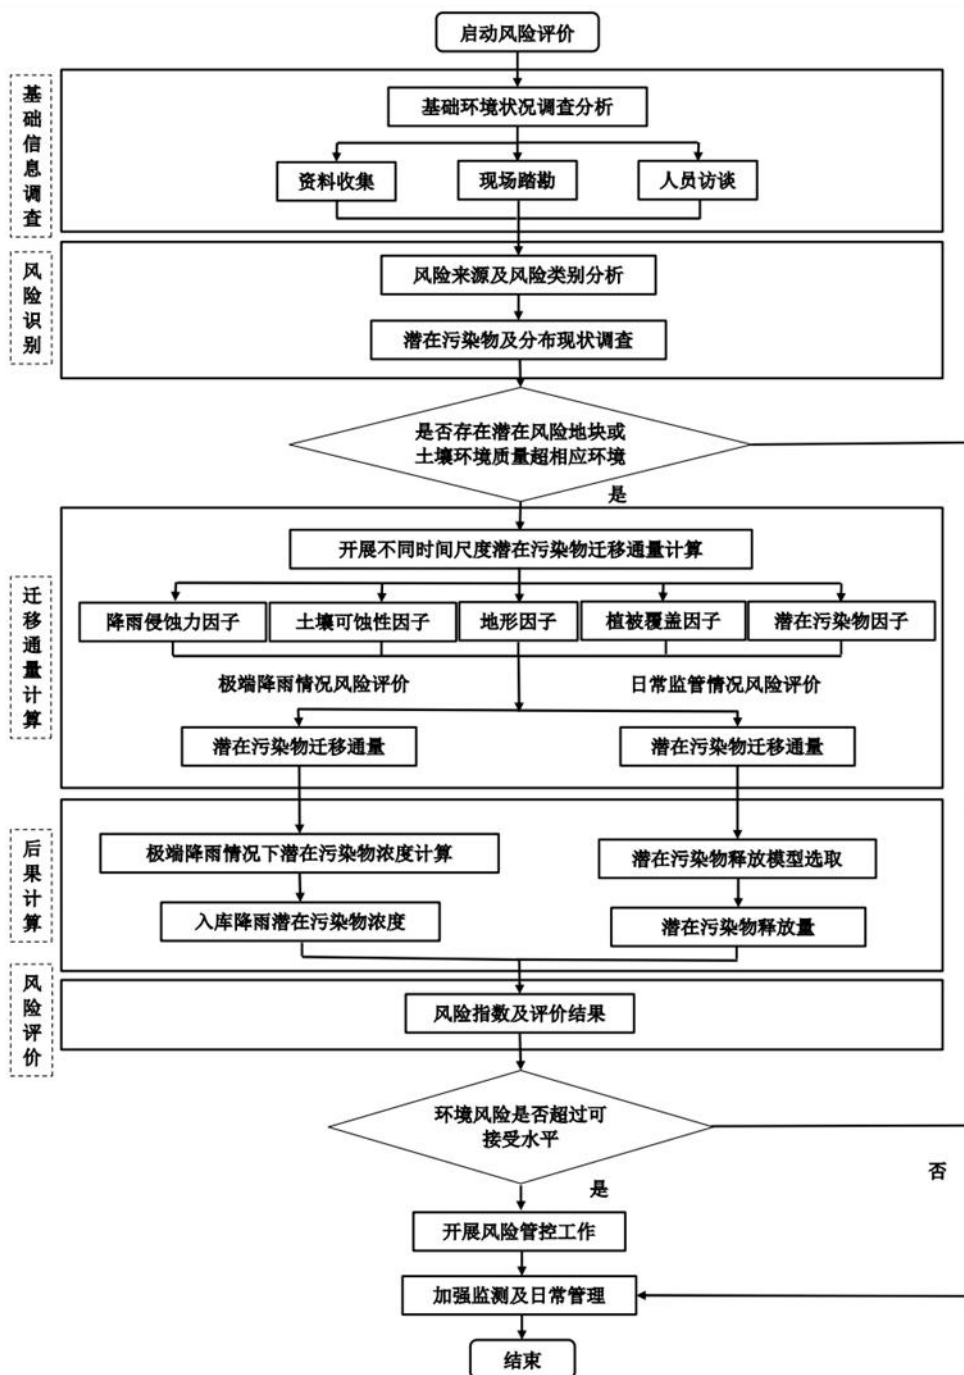 启动风险评价
基础信息调查
基础环境状况调查分析
资料收集
现场踏勘
人员访谈
风险识别
风险来源及风险类别分析
潜在污染物及分布现状调查
是否存在潜在风险地块或
土壤环境质量超相应环境
是
迁移通量计算
开展不同时间尺度潜在污染物迁移通量计算
降雨侵蚀力因子
土壤可蚀性因子
地形因子
植被覆盖因子
潜在污染物因子
极端降雨情况风险评价
日常监管情况风险评价
潜在污染物迁移通量
潜在污染物迁移通量
后果计算
极端降雨情况下潜在污染物浓度计算
潜在污染物释放模型选取
入库降雨潜在污染物浓度
潜在污染物释放量
风险评价
风险指数及评价结果
环境风险是否超过可
接受水平
否
是
开展风险管控工作
加强监测及日常管理
结束